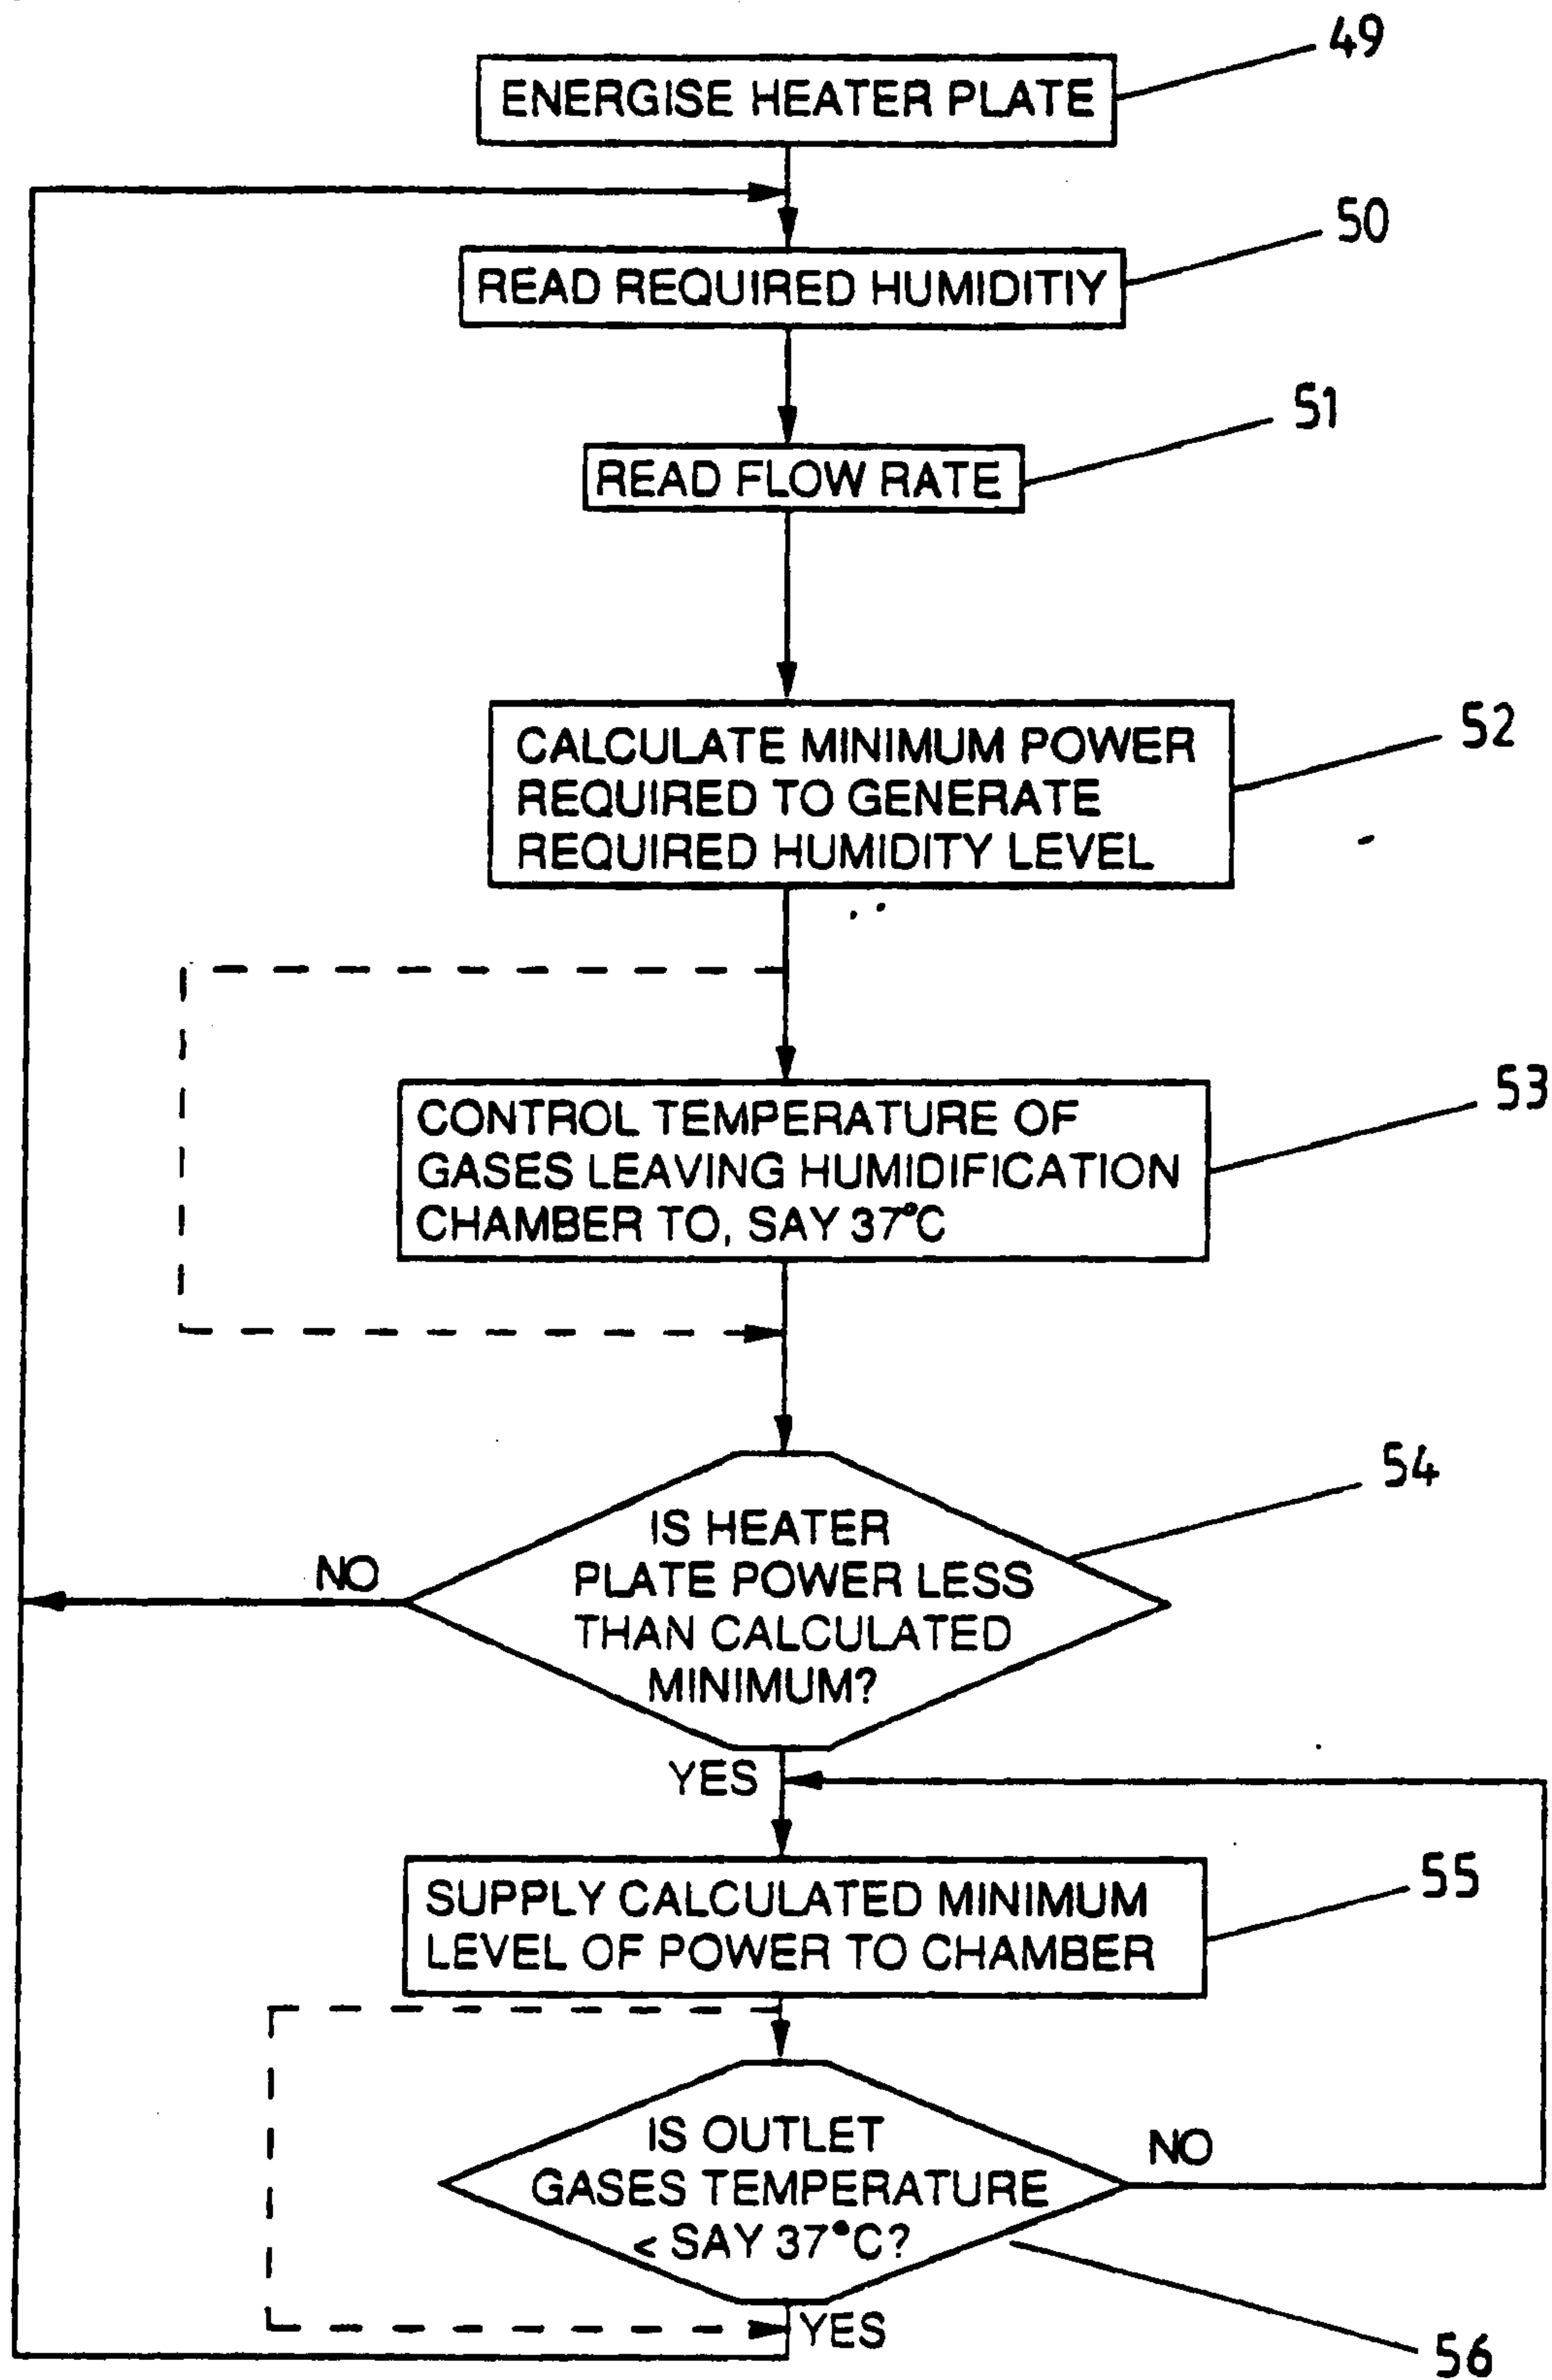 49
ENERGISE HEATER PLATE
50
READ REQUIRED HUMIDITIY
51
READ FLOW RATE
52
CALCULATE MINIMUM POWER
REQUIRED TO GENERATE
REQUIRED HUMIDITY LEVEL
53
CONTROL TEMPERATURE OF
GASES LEAVING HUMIDIFICATION
CHAMBER TO, SAY 37°C
54
IS HEATER
PLATE POWER LESS
THAN CALCULATED
MINIMUM?
NO
YES
55
SUPPLY CALCULATED MINIMUM
LEVEL OF POWER TO CHAMBER
IS OUTLET
GASES TEMPERATURE
< SAY 37°C?
NO
YES
56